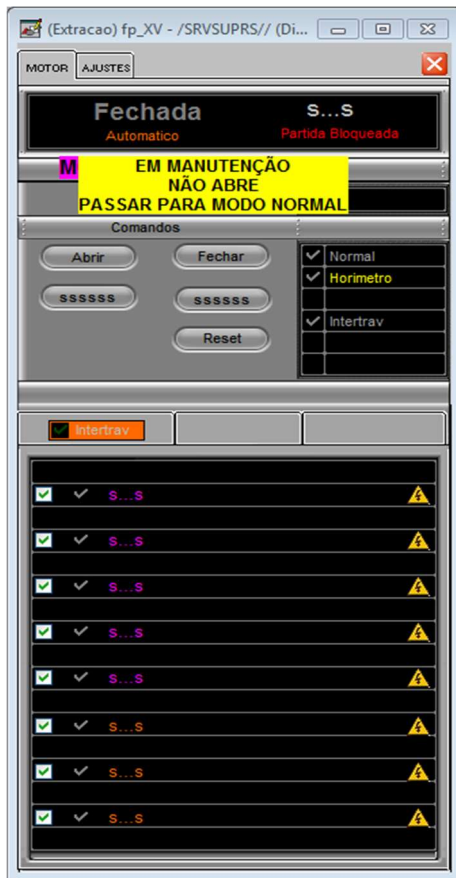 (Extracao) fp_XV - /SRVSUPRS// (Di...
MOTOR AJUSTES
Fechada S...S
Automatico Partida Bloqueada
M EM MANUTENÇÃO
NÃO ABRE
PASSAR PARA MODO NORMAL
Comandos
Abrir Fechar Normal
Horimetro
ssssss ssssss Intertrav
Reset
Intertrav
S...S
S...S
S...S
S...S
S...S
S...S
S...S
S...S